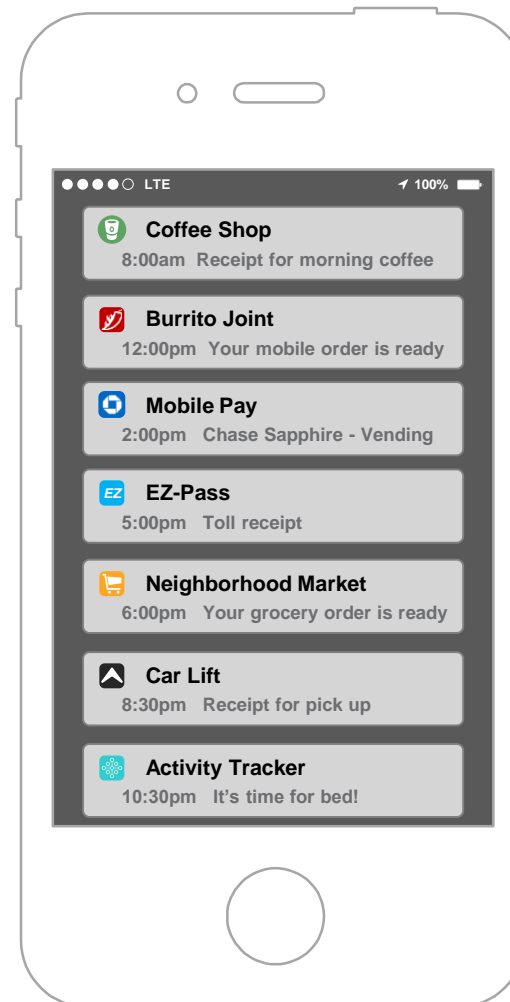 LTE 100%
Coffee Shop
8:00am Receipt for morning coffee
Burrito Joint
12:00pm Your mobile order is ready
Mobile Pay
2:00pm Chase Sapphire - Vending
EZ EZ-Pass
5:00pm Toll receipt
Neighborhood Market
6:00pm Your grocery order is ready
Car Lift
8:30pm Receipt for pick up
Activity Tracker
10:30pm It’s time for bed!